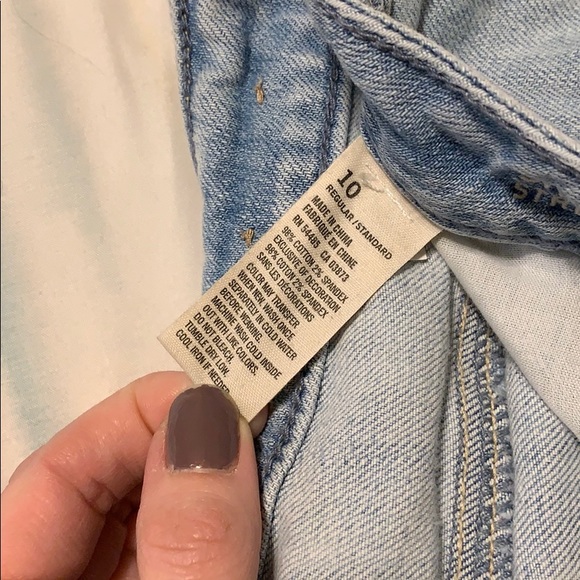 10
REGULAR / STANDARD
MADE IN CHINA
FABRIQUE EN CHINE
RN 54485 CA 03873
98% COTTON 2% SPANDEX
EXCLUSIVE OF DECORATION
98% COTON 2% SPANDEX
SANS LES DÉCORATIONS
COLOR MAY TRANSFER
WHEN NEW. WASH ONCE
SEPARATELY IN COLD WATER
BEFORE WEARING.
MACHINE WASH COLD INSIDE
OUT WITH LIKE COLORS.
DO NOT BLEACH.
TUMBLE DRY LOW.
COOL IRON IF NEEDED